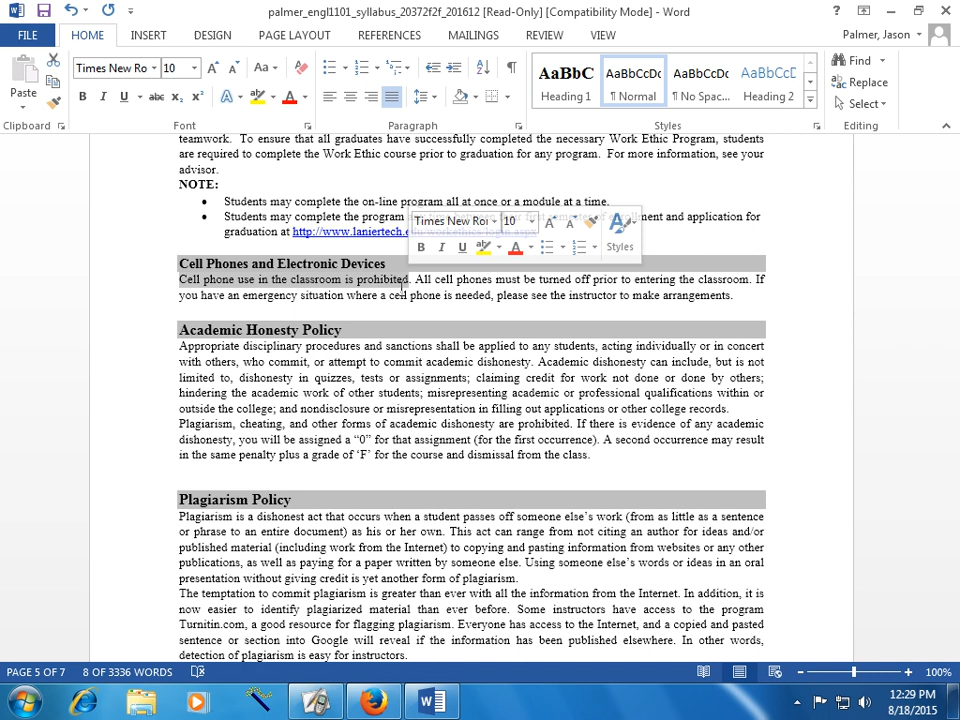 palmer_engl1101_syllabus_20372f2f_201612 [Read-Only] [Compatibility Mode] - Word
FILE HOME INSERT DESIGN PAGE LAYOUT REFERENCES MAILINGS REVIEW VIEW Palmer, Jason
Times New Ro 10 Aa
AaBbC AaBbCcDc AaBbCcDc AaBbCcD
Find
Replace
Select
Paste
B I U abc X₂ X² A A
Heading 1 ¶ Normal ¶ No Spac... Heading 2
Clipboard Font Paragraph Styles Editing
teamwork. To ensure that all graduates have successfully completed the necessary Work Ethic Program, students
are required to complete the Work Ethic course prior to graduation for any program. For more information, see your
advisor.
NOTE:
• Students may complete the on-line program all at once or a module at a time.
• Students may complete the program ment and application for
graduation at http://www.laniertech.edu/workethics/login.aspx
Times New Ro 10 A A
B I U A Styles
Cell Phones and Electronic Devices
Cell phone use in the classroom is prohibited. All cell phones must be turned off prior to entering the classroom. If
you have an emergency situation where a cell phone is needed, please see the instructor to make arrangements.
Academic Honesty Policy
Appropriate disciplinary procedures and sanctions shall be applied to any students, acting individually or in concert
with others, who commit, or attempt to commit academic dishonesty. Academic dishonesty can include, but is not
limited to, dishonesty in quizzes, tests or assignments; claiming credit for work not done or done by others;
hindering the academic work of other students; misrepresenting academic or professional qualifications within or
outside the college; and nondisclosure or misrepresentation in filling out applications or other college records.
Plagiarism, cheating, and other forms of academic dishonesty are prohibited. If there is evidence of any academic
dishonesty, you will be assigned a “0” for that assignment (for the first occurrence). A second occurrence may result
in the same penalty plus a grade of ‘F’ for the course and dismissal from the class.
Plagiarism Policy
Plagiarism is a dishonest act that occurs when a student passes off someone else’s work (from as little as a sentence
or phrase to an entire document) as his or her own. This act can range from not citing an author for ideas and/or
published material (including work from the Internet) to copying and pasting information from websites or any other
publications, as well as paying for a paper written by someone else. Using someone else’s words or ideas in an oral
presentation without giving credit is yet another form of plagiarism.
The temptation to commit plagiarism is greater than ever with all the information from the Internet. In addition, it is
now easier to identify plagiarized material than ever before. Some instructors have access to the program
Turnitin.com, a good resource for flagging plagiarism. Everyone has access to the Internet, and a copied and pasted
sentence or section into Google will reveal if the information has been published elsewhere. In other words,
detection of plagiarism is easy for instructors.
PAGE 5 OF 7 8 OF 3336 WORDS 100%
12:29 PM
8/18/2015